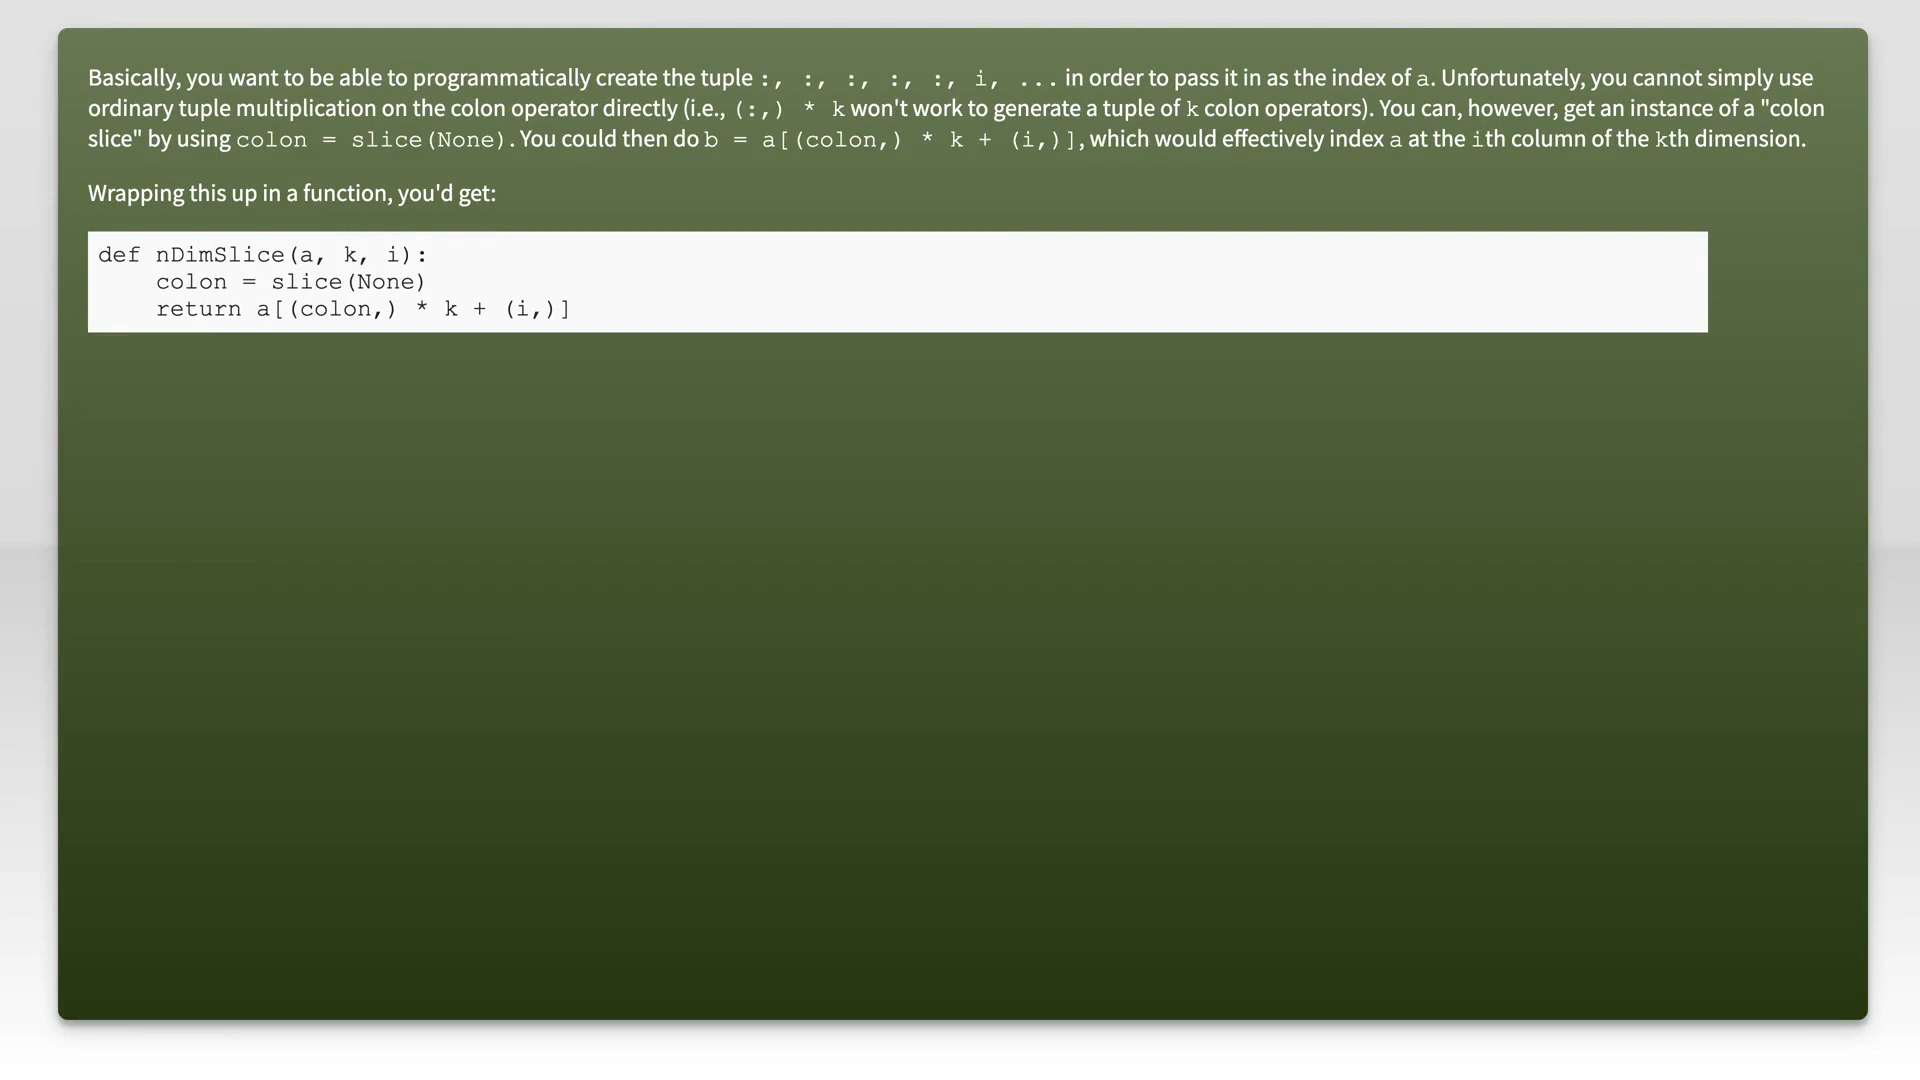 Basically, you want to be able to programmatically create the tuple :, :, :, :, :, i, ... in order to pass it in as the index of a. Unfortunately, you cannot simply use
ordinary tuple multiplication on the colon operator directly (i.e., (:,) * k won't work to generate a tuple of k colon operators). You can, however, get an instance of a "colon
slice" by using colon = slice(None). You could then do b = a[(colon,) * k + (i,)], which would effectively index a at the ith column of the kth dimension.
Wrapping this up in a function, you'd get:
def nDimSlice(a, k, i):
    colon = slice(None)
    return a[(colon,) * k + (i,)]